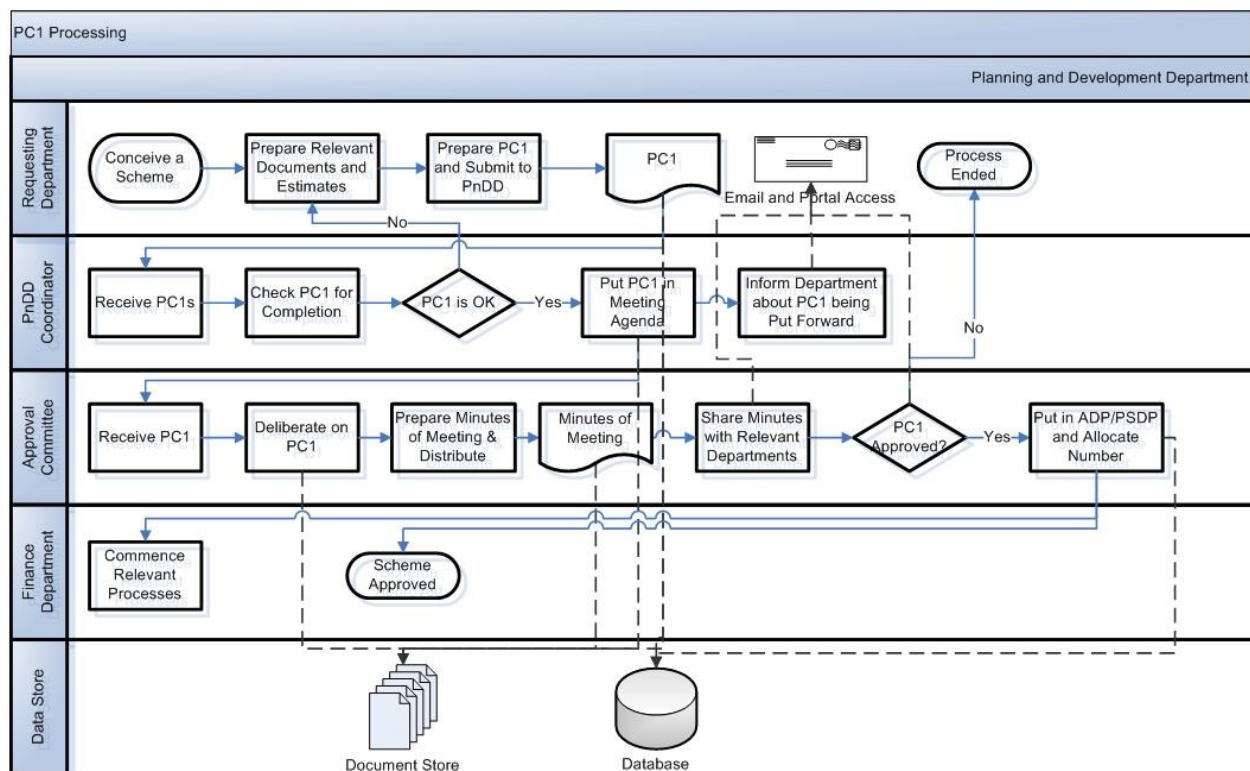 PC1 Processing
Planning and Development Department
Requesting
Department
Conceive a
Scheme
Prepare Relevant
Documents and
Estimates
Prepare PC1
and Submit to
PnDD
PC1
Email and Portal Access
Process
Ended
No
PnDD
Coordinator
Receive PC1s
Check PC1 for
Completion
PC1 is OK
Yes
Put PC1 in
Meeting
Agenda
Inform Department
about PC1 being
Put Forward
No
Approval
Committee
Receive PC1
Deliberate on
PC1
Prepare Minutes
of Meeting &
Distribute
Minutes of
Meeting
Share Minutes
with Relevant
Departments
PC1
Approved?
Yes
Put in ADP/PSDP
and Allocate
Number
Finance
Department
Commence
Relevant
Processes
Scheme
Approved
Data Store
Document Store
Database